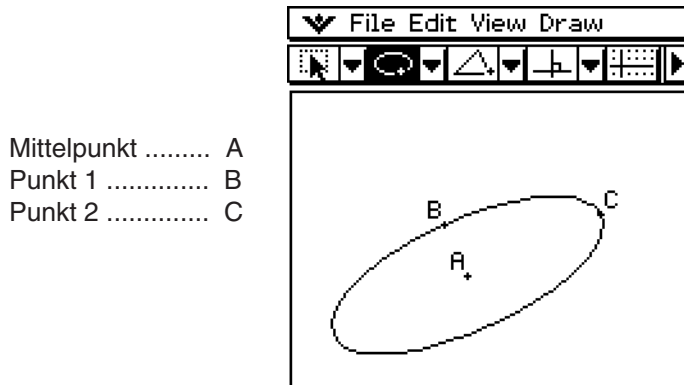 File Edit View Draw
Mittelpunkt ......... A
Punkt 1 .............. B
Punkt 2 .............. C
B
C
A